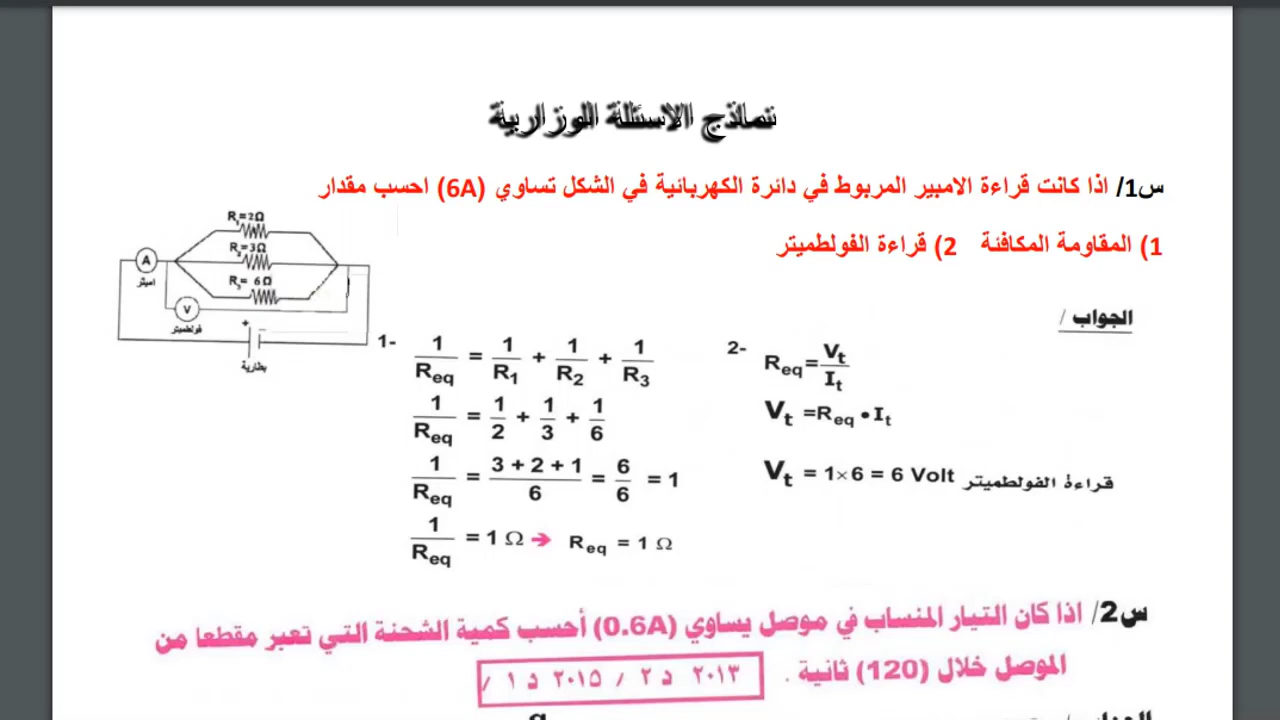 نماذج الاسئلة الوزارية
س1/ اذا كانت قراءة الامبير المربوط في دائرة الكهربائية في الشكل تساوي (6A) احسب مقدار
1) المقاومة المكافئة 2) قراءة الفولطميتر
R₁=2Ω
R₂=3Ω
R₃= 6Ω
A
اميتر
V
فولطميتر
+
بطارية
الجواب /
1- 1/Req = 1/R₁ + 1/R₂ + 1/R₃
1/Req = 1/2 + 1/3 + 1/6
1/Req = 3 + 2 + 1/6 = 6/6 = 1
1/Req = 1 Ω ➔ Req = 1 Ω
2- Req = Vt/It
Vt =Req • It
Vt = 1×6 = 6 Volt قراءة الفولطميتر
س2/ اذا كان التيار المنساب في موصل يساوي (0.6A) أحسب كمية الشحنة التي تعبر مقطعا من
الموصل خلال (120) ثانية .
٢٠١٣ د ٢ / ٢٠١٥ د ١ /